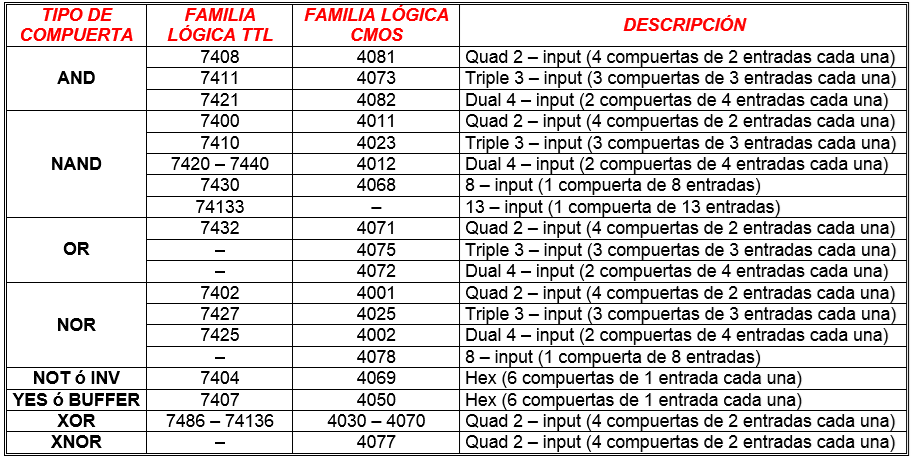 TIPO DE COMPUERTA FAMILIA LÓGICA TTL FAMILIA LÓGICA CMOS DESCRIPCIÓN
AND 7408 4081 Quad 2 – input (4 compuertas de 2 entradas cada una)
7411 4073 Triple 3 – input (3 compuertas de 3 entradas cada una)
7421 4082 Dual 4 – input (2 compuertas de 4 entradas cada una)
NAND 7400 4011 Quad 2 – input (4 compuertas de 2 entradas cada una)
7410 4023 Triple 3 – input (3 compuertas de 3 entradas cada una)
7420 – 7440 4012 Dual 4 – input (2 compuertas de 4 entradas cada una)
7430 4068 8 – input (1 compuerta de 8 entradas)
74133 – 13 – input (1 compuerta de 13 entradas)
OR 7432 4071 Quad 2 – input (4 compuertas de 2 entradas cada una)
– 4075 Triple 3 – input (3 compuertas de 3 entradas cada una)
– 4072 Dual 4 – input (2 compuertas de 4 entradas cada una)
NOR 7402 4001 Quad 2 – input (4 compuertas de 2 entradas cada una)
7427 4025 Triple 3 – input (3 compuertas de 3 entradas cada una)
7425 4002 Dual 4 – input (2 compuertas de 4 entradas cada una)
– 4078 8 – input (1 compuerta de 8 entradas)
NOT ó INV 7404 4069 Hex (6 compuertas de 1 entrada cada una)
YES ó BUFFER 7407 4050 Hex (6 compuertas de 1 entrada cada una)
XOR 7486 – 74136 4030 – 4070 Quad 2 – input (4 compuertas de 2 entradas cada una)
XNOR – 4077 Quad 2 – input (4 compuertas de 2 entradas cada una)